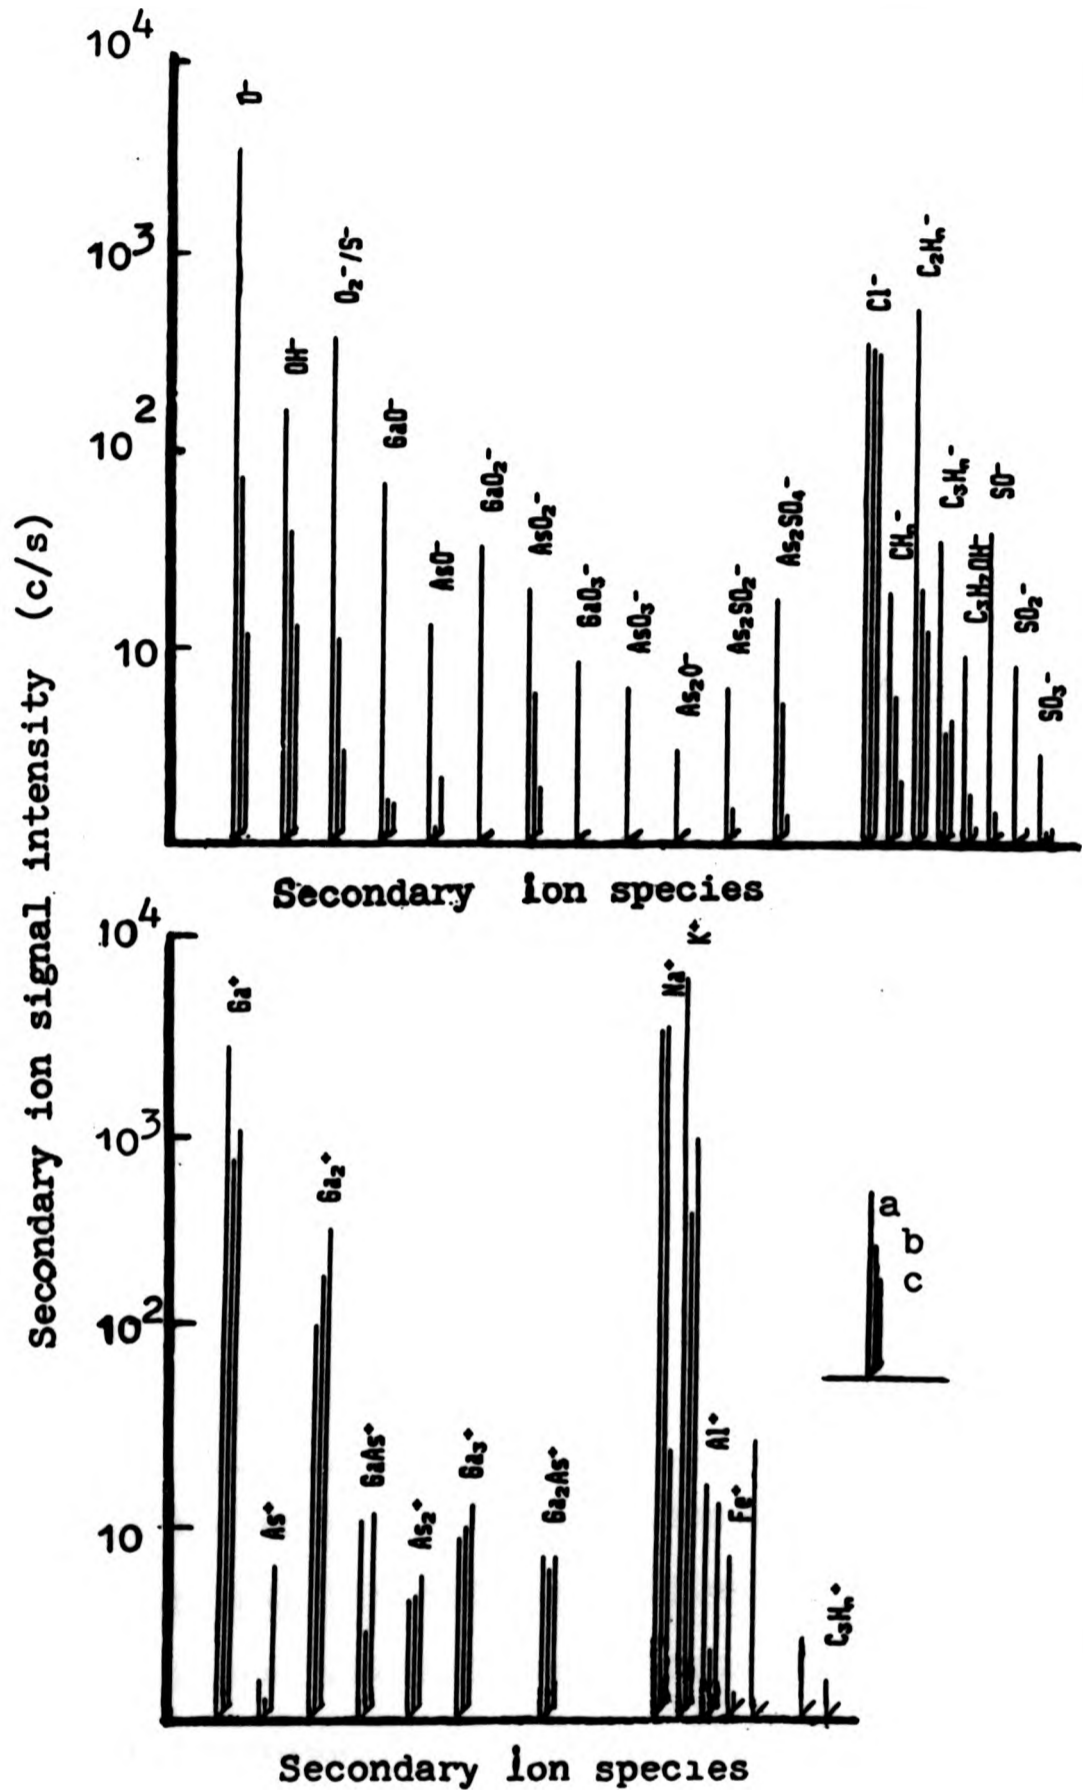 Secondary ion signal intensity (c/s)
10⁴
10³
10²
10
O⁻
OH⁻
O₂⁻/S⁻
GaO⁻
AsO⁻
GaO₂⁻
AsO₂⁻
GaO₃⁻
AsO₃⁻
As₂O⁻
As₂SO₂⁻
As₂SO₄⁻
Cl⁻
CHₙ⁻
C₂Hₙ⁻
C₃Hₙ⁻
SO⁻
SO₂⁻
SO₃⁻
Secondary ion species
10⁴
10³
10²
10
Ga⁺
As⁺
Ga₂⁺
GaAs⁺
As₂⁺
Ga₃⁺
Ga₂As⁺
Na⁺
K⁺
Al⁺
Fe⁺
C₃Hₙ⁺
a
b
c
Secondary ion species